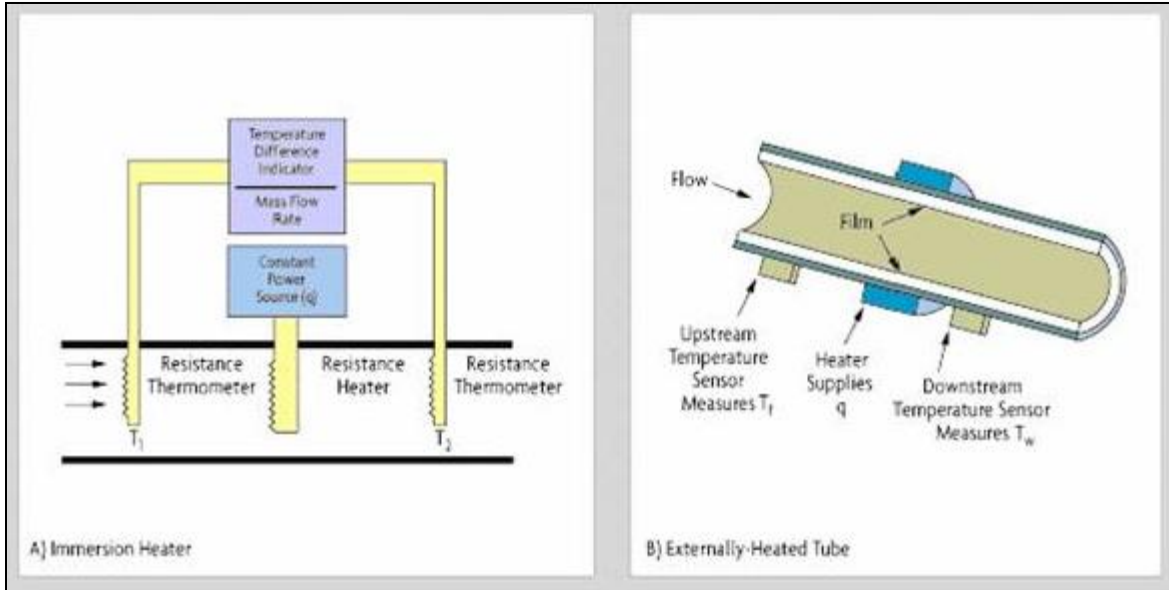 Temperature
Difference
Indicator
Mass Flow
Rate
Constant
Power
Source (q)
Resistance
Thermometer
Resistance
Heater
Resistance
Thermometer
T1
T2
A) Immersion Heater
Flow
Film
Upstream
Temperature
Sensor
Measures Tf
Heater
Supplies
q
Downstream
Temperature Sensor
Measures Tw
B) Externally-Heated Tube